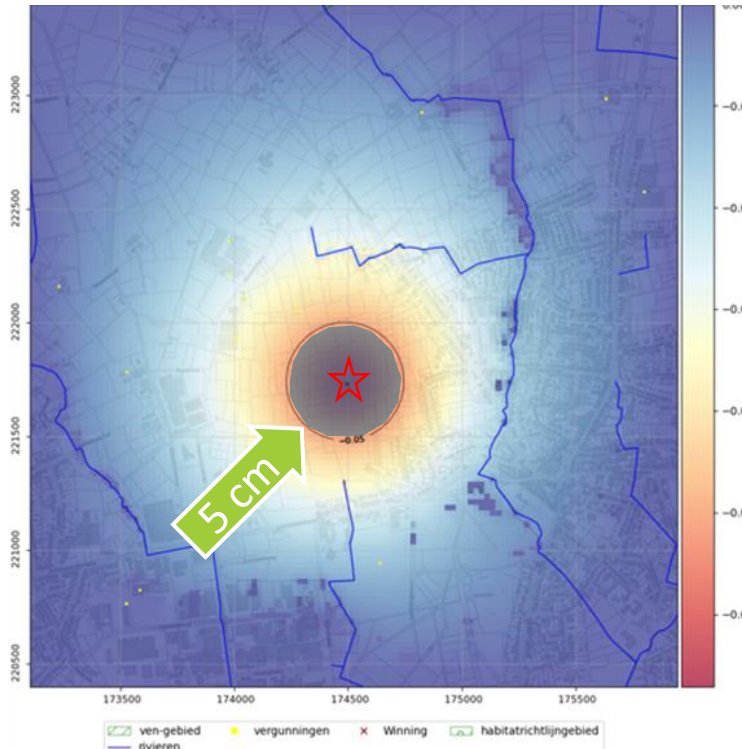 223000
222500
222000
221500
221000
220500
−0.05
5 cm
173500
174000
174500
175000
175500
ven-gebied
vergunningen
Winning
habitatrichtlijngebied
rivieren